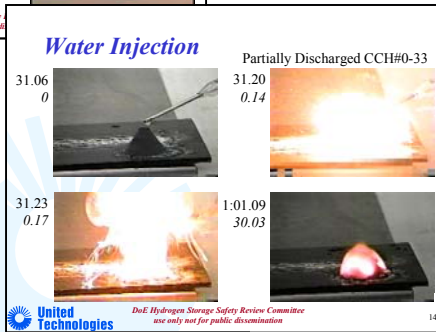 Water Injection
Partially Discharged CCH#0-33
31.06
0
31.20
0.14
31.23
0.17
1:01.09
30.03
United
Technologies
DoE Hydrogen Storage Safety Review Committee
use only not for public dissemination
14